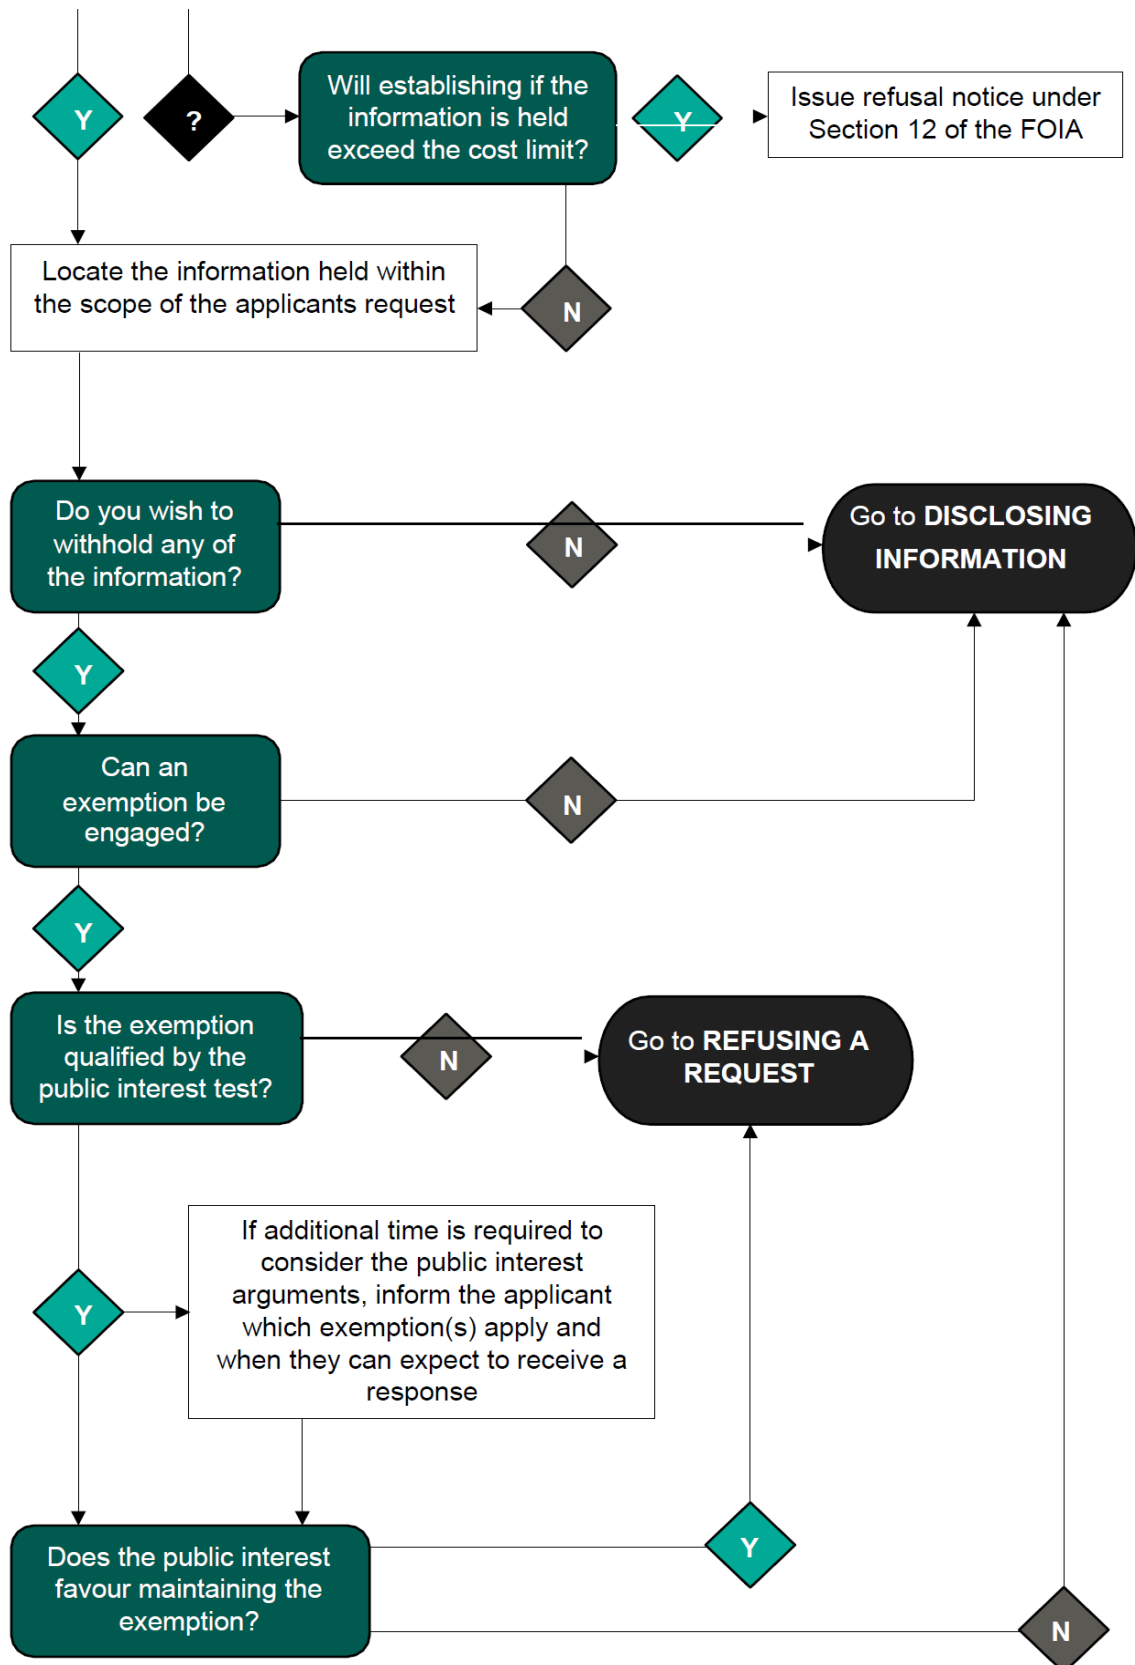 Y
?
Will establishing if the
information is held
exceed the cost limit?
Y
Issue refusal notice under
Section 12 of the FOIA
Locate the information held within
the scope of the applicants request
N
Do you wish to
withhold any of
the information?
N
Go to DISCLOSING
INFORMATION
Y
Can an
exemption be
engaged?
N
Y
Is the exemption
qualified by the
public interest test?
N
Go to REFUSING A
REQUEST
If additional time is required to
consider the public interest
arguments, inform the applicant
which exemption(s) apply and
when they can expect to receive a
response
Y
Does the public interest
favour maintaining the
exemption?
Y
N